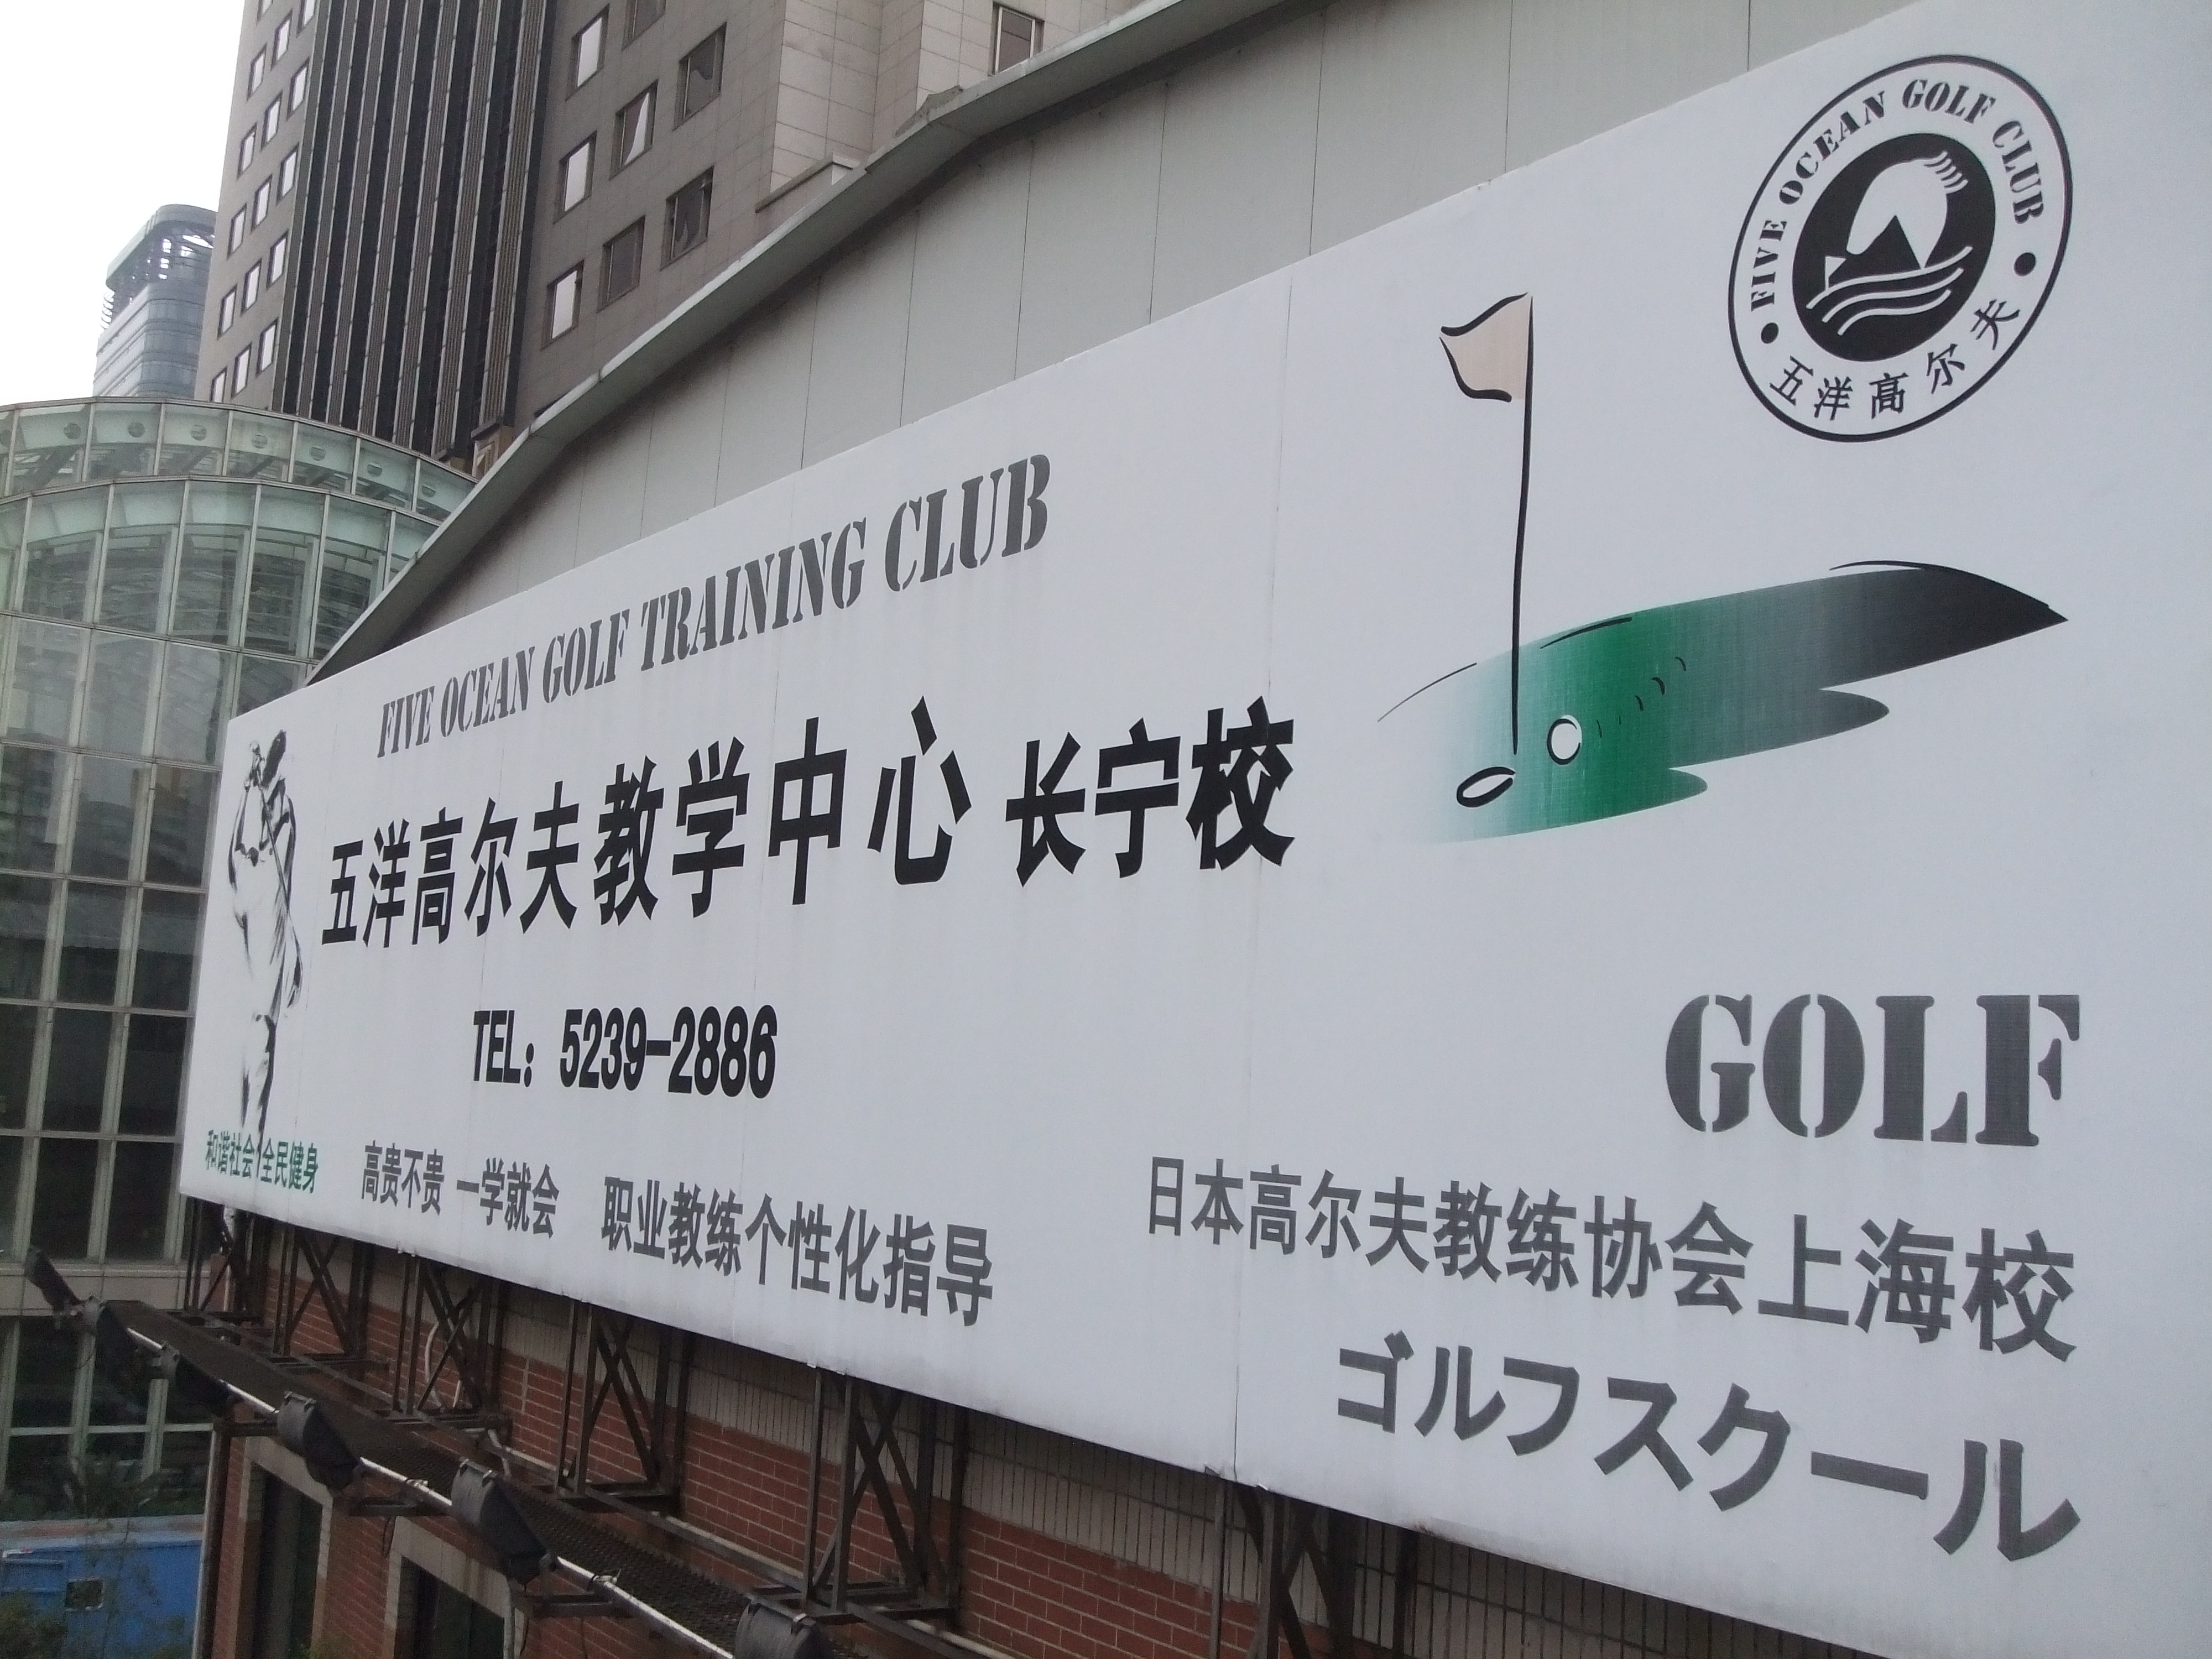 FIVE OCEAN GOLF CLUB
五洋高尔夫
FIVE OCEAN GOLF TRAINING CLUB
五洋高尔夫教学中心 长宁校
TEL：5239-2886
GOLF
和谐社会 全民健身
高贵不贵 一学就会 职业教练个性化指导
日本高尔夫教练协会上海校
ゴルフスクール